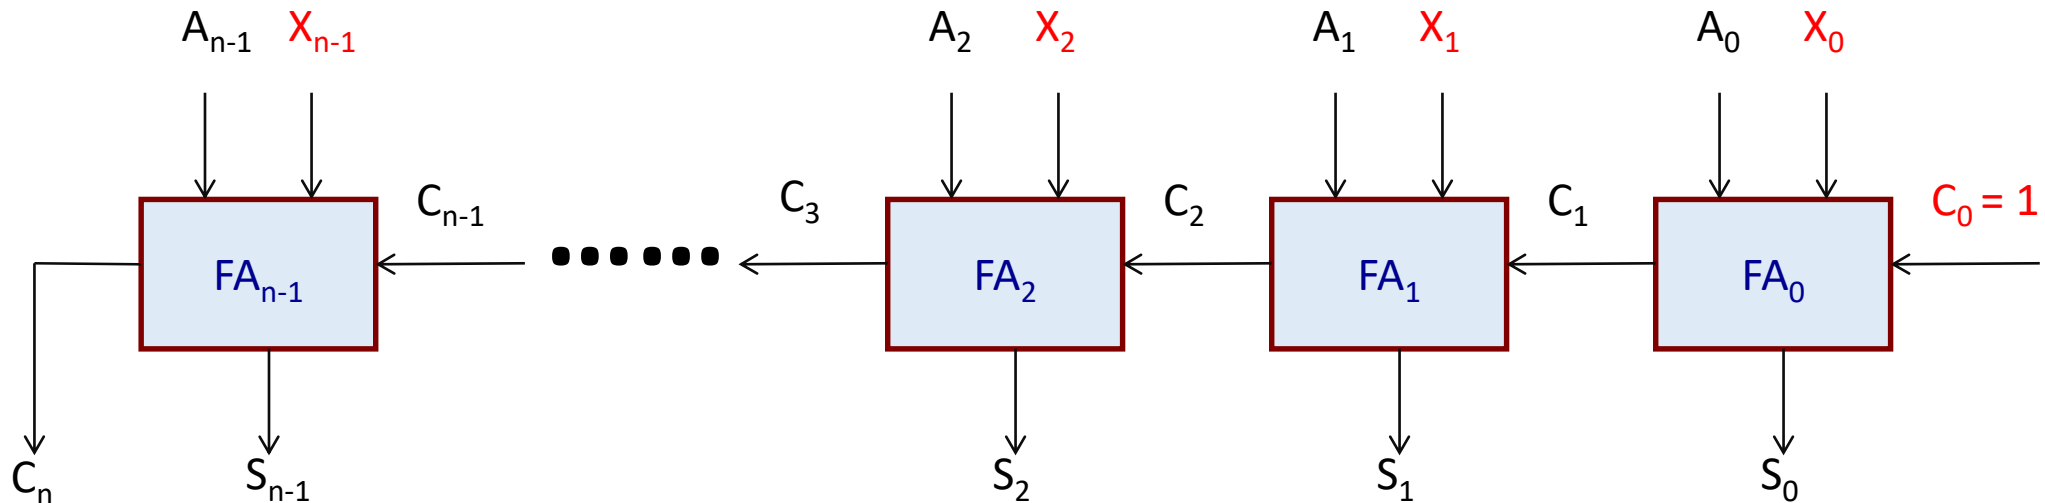 Aₙ₋₁ Xₙ₋₁ A₂ X₂ A₁ X₁ A₀ X₀
Cₙ₋₁ C₃ C₂ C₁ C₀ = 1
FAₙ₋₁ FA₂ FA₁ FA₀
Cₙ Sₙ₋₁ S₂ S₁ S₀